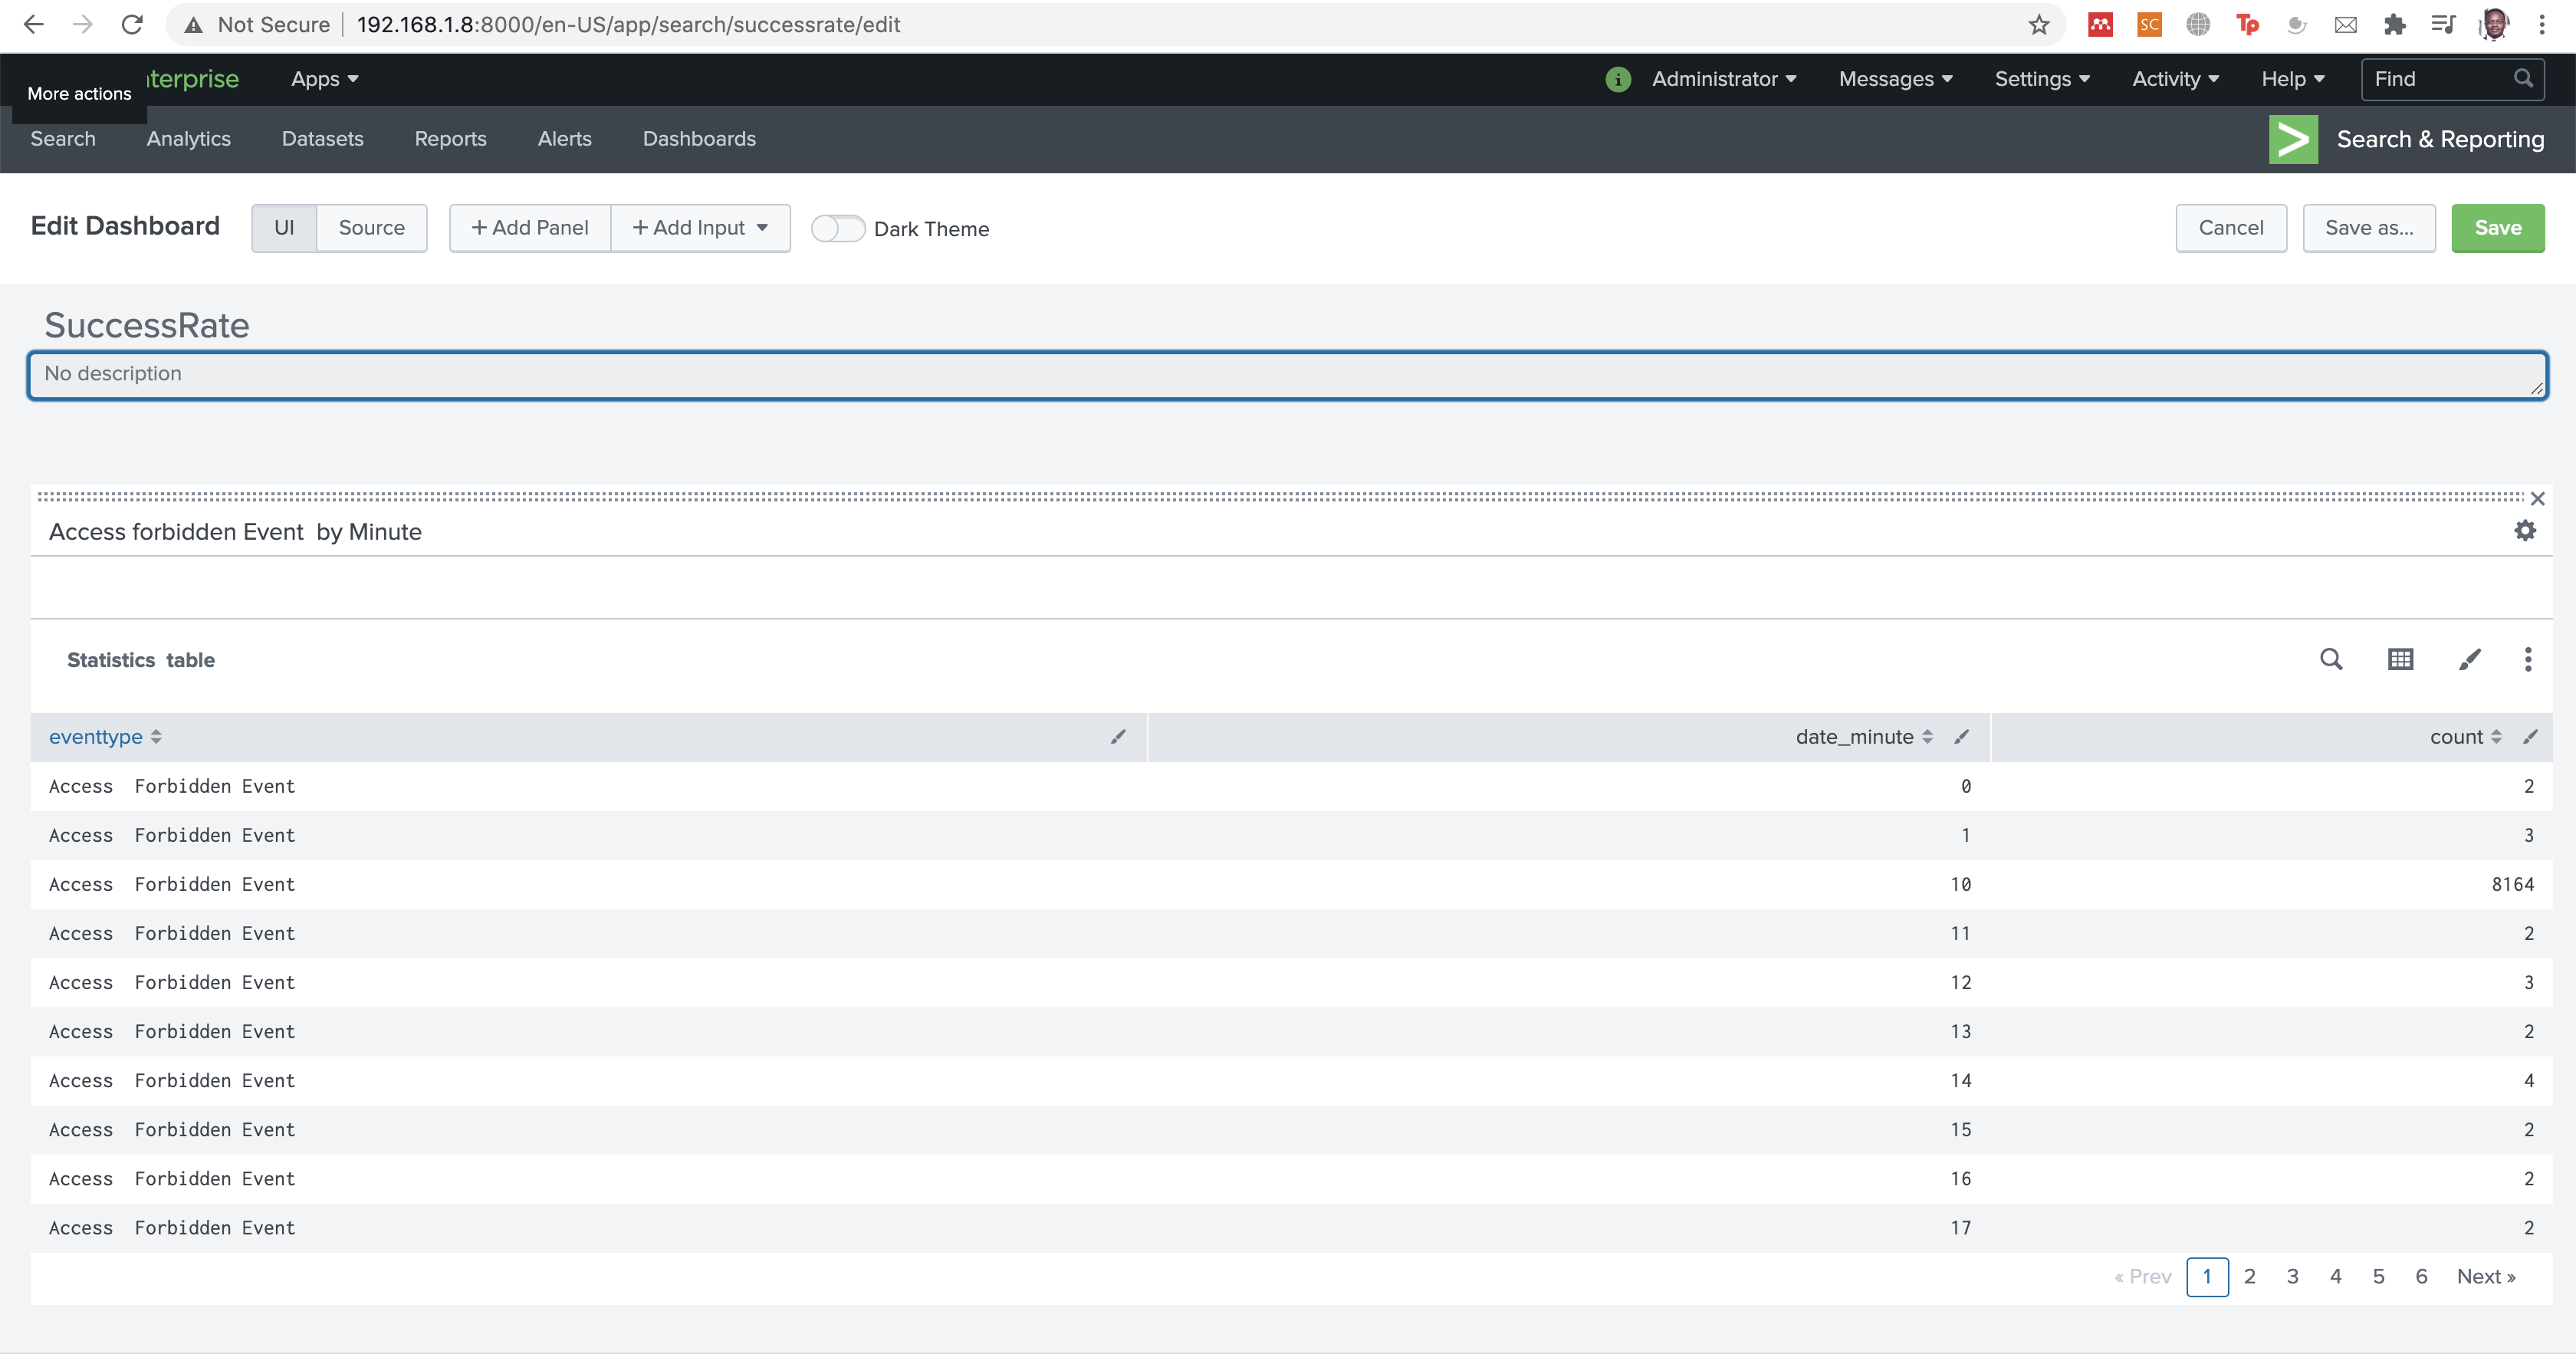 Not Secure | 192.168.1.8:8000/en-US/app/search/successrate/edit
SC Tp
More actions
terprise Apps Administrator Messages Settings Activity Help Find
Search Analytics Datasets Reports Alerts Dashboards Search & Reporting
Edit Dashboard UI Source + Add Panel + Add Input Dark Theme Cancel Save as... Save
SuccessRate
No description
Access forbidden Event by Minute
Statistics table
eventtype date_minute count
Access Forbidden Event 0 2
Access Forbidden Event 1 3
Access Forbidden Event 10 8164
Access Forbidden Event 11 2
Access Forbidden Event 12 3
Access Forbidden Event 13 2
Access Forbidden Event 14 4
Access Forbidden Event 15 2
Access Forbidden Event 16 2
Access Forbidden Event 17 2
« Prev 1 2 3 4 5 6 Next »